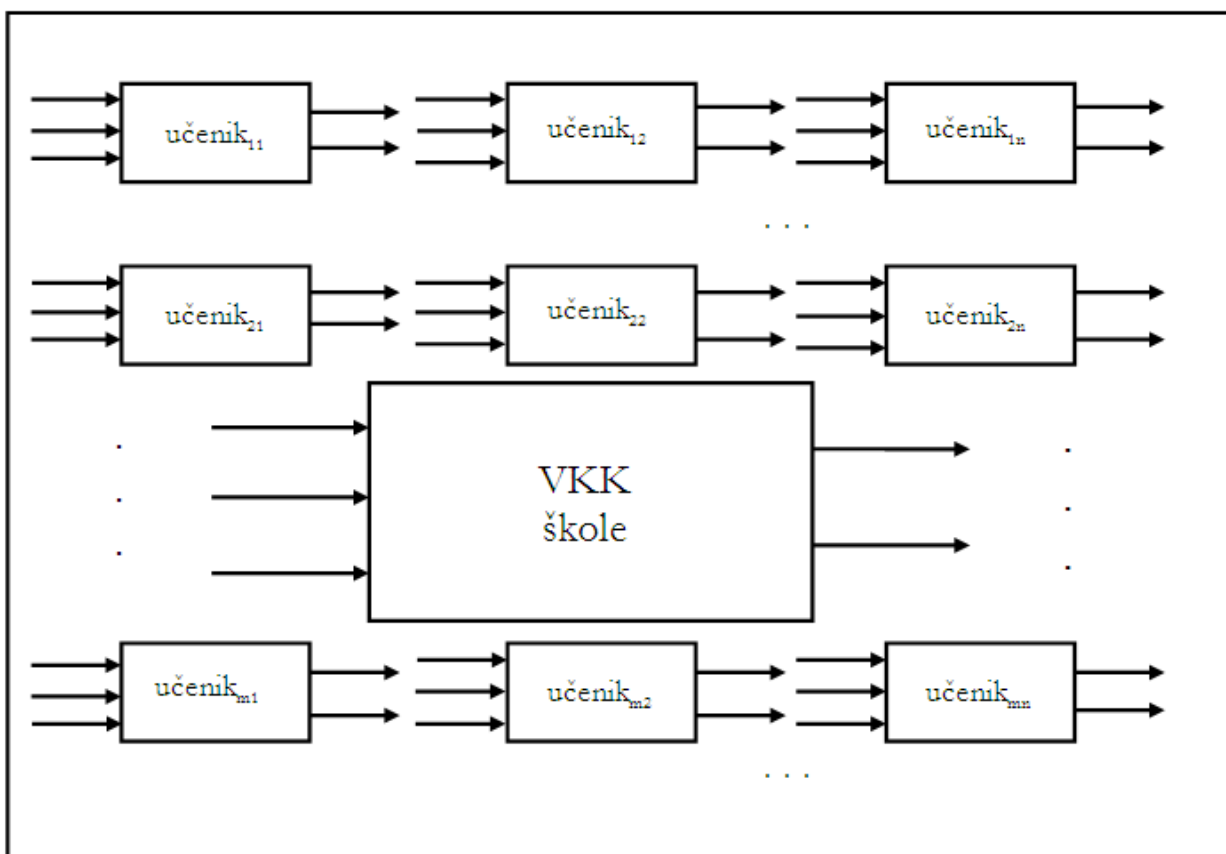 učenik₁₁ učenik₁₂ učenik₁ₙ
. . .
učenik₂₁ učenik₂₂ učenik₂ₙ
VKK
škole
učenikₘ₁ učenikₘ₂ učenikₘₙ
. . .